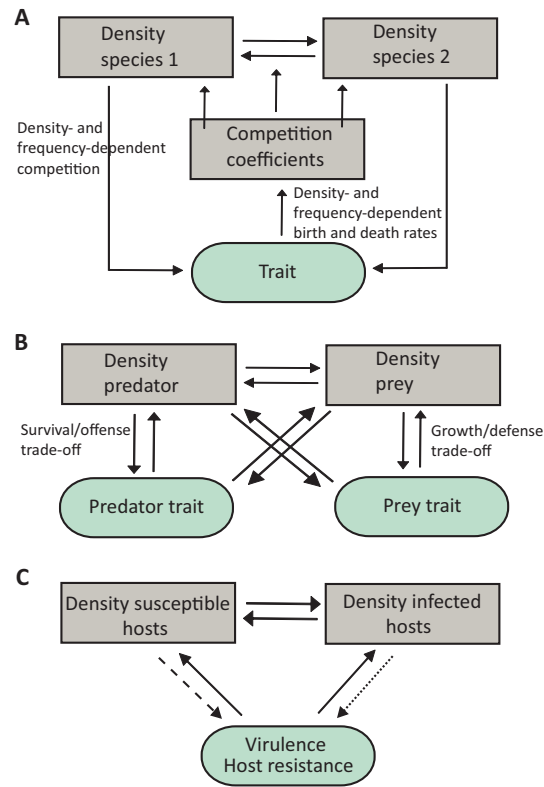 A
Density
species 1
Density
species 2
Density- and
frequency-dependent
competition
Competition
coefficients
Density- and
frequency-dependent
birth and death rates
Trait
B
Density
predator
Density
prey
Survival/offense
trade-off
Growth/defense
trade-off
Predator trait
Prey trait
C
Density susceptible
hosts
Density infected
hosts
Virulence
Host resistance